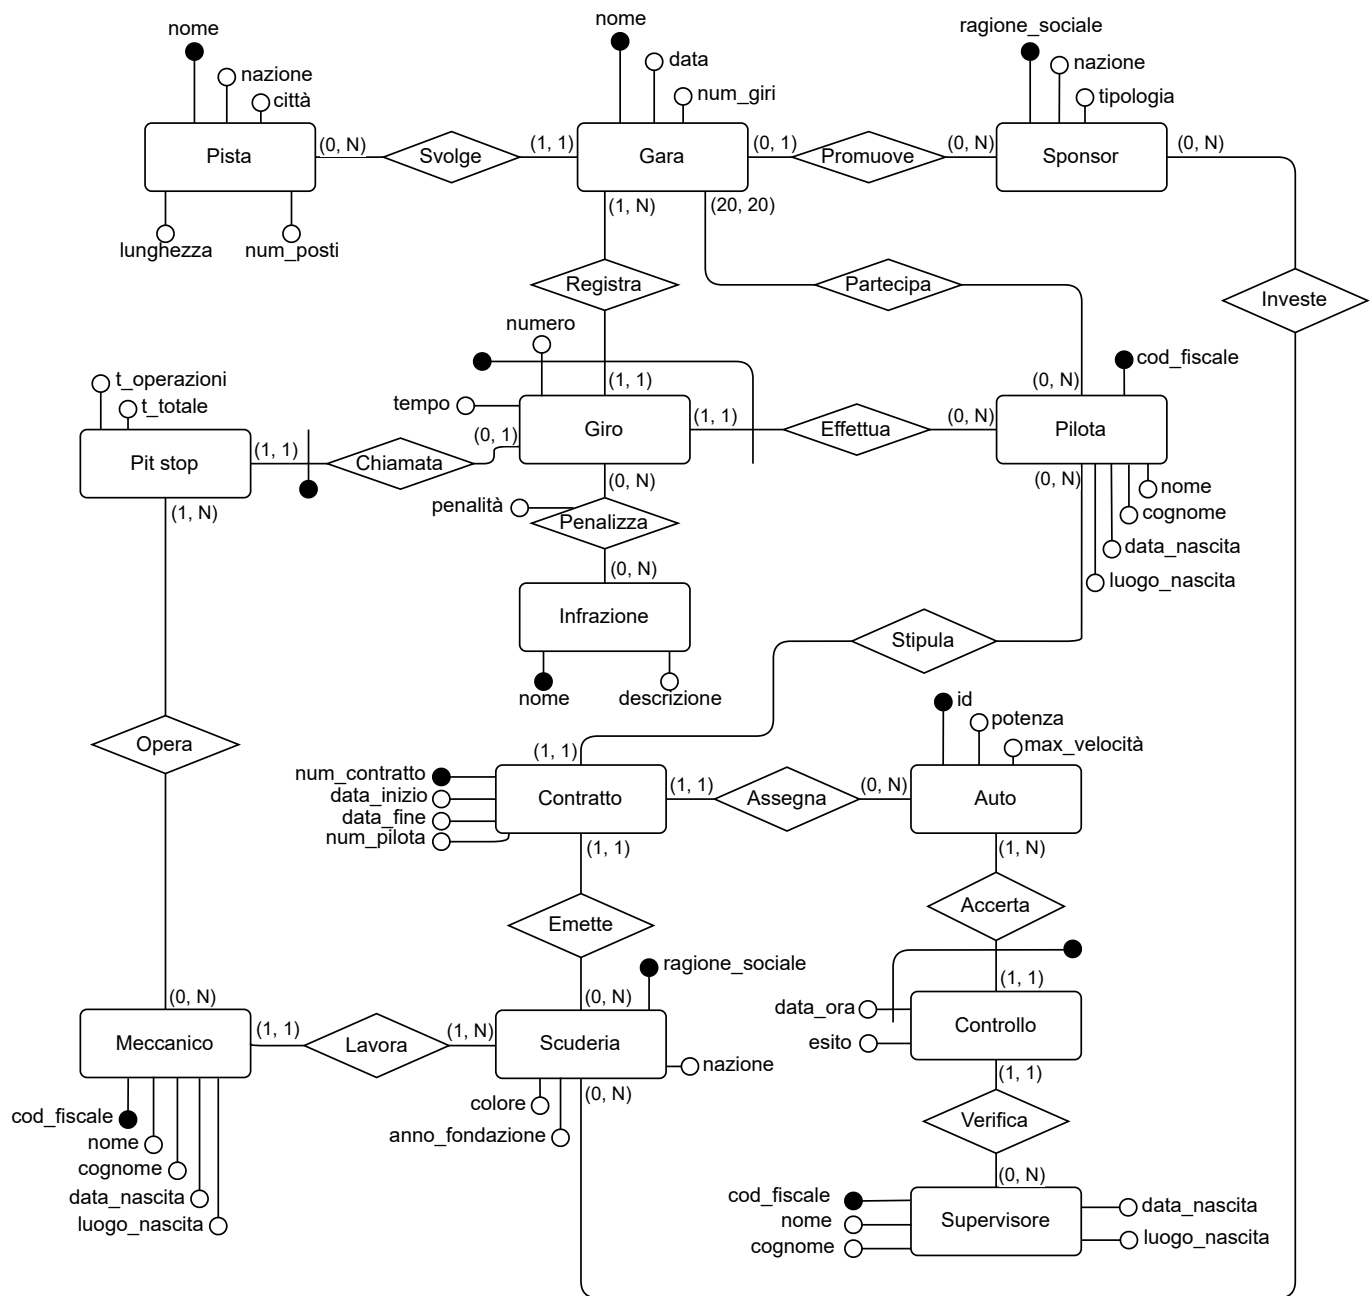 nome
nazione
città
Pista
lunghezza
num_posti
(0, N)
Svolge
(1, 1)
nome
data
num_giri
Gara
(0, 1)
Promuove
(0, N)
ragione_sociale
nazione
tipologia
Sponsor
(0, N)
(1, N)
(20, 20)
Registra
Partecipa
Investe
numero
tempo
(1, 1)
Giro
(1, 1)
Effettua
(0, N)
(0, N)
cod_fiscale
Pilota
nome
cognome
data_nascita
luogo_nascita
(0, N)
t_operazioni
t_totale
Pit stop
(1, 1)
Chiamata
(0, 1)
(1, N)
(0, N)
penalità
Penalizza
(0, N)
Infrazione
nome
descrizione
Stipula
Opera
(1, 1)
num_contratto
data_inizio
data_fine
num_pilota
Contratto
(1, 1)
Assegna
(0, N)
id
potenza
max_velocità
Auto
(1, N)
(1, 1)
Emette
Accerta
(0, N)
ragione_sociale
(1, 1)
data_ora
esito
Controllo
(1, 1)
(0, N)
Meccanico
(1, 1)
Lavora
(1, N)
Scuderia
nazione
colore
anno_fondazione
(0, N)
cod_fiscale
nome
cognome
data_nascita
luogo_nascita
Verifica
(0, N)
cod_fiscale
nome
cognome
Supervisore
data_nascita
luogo_nascita